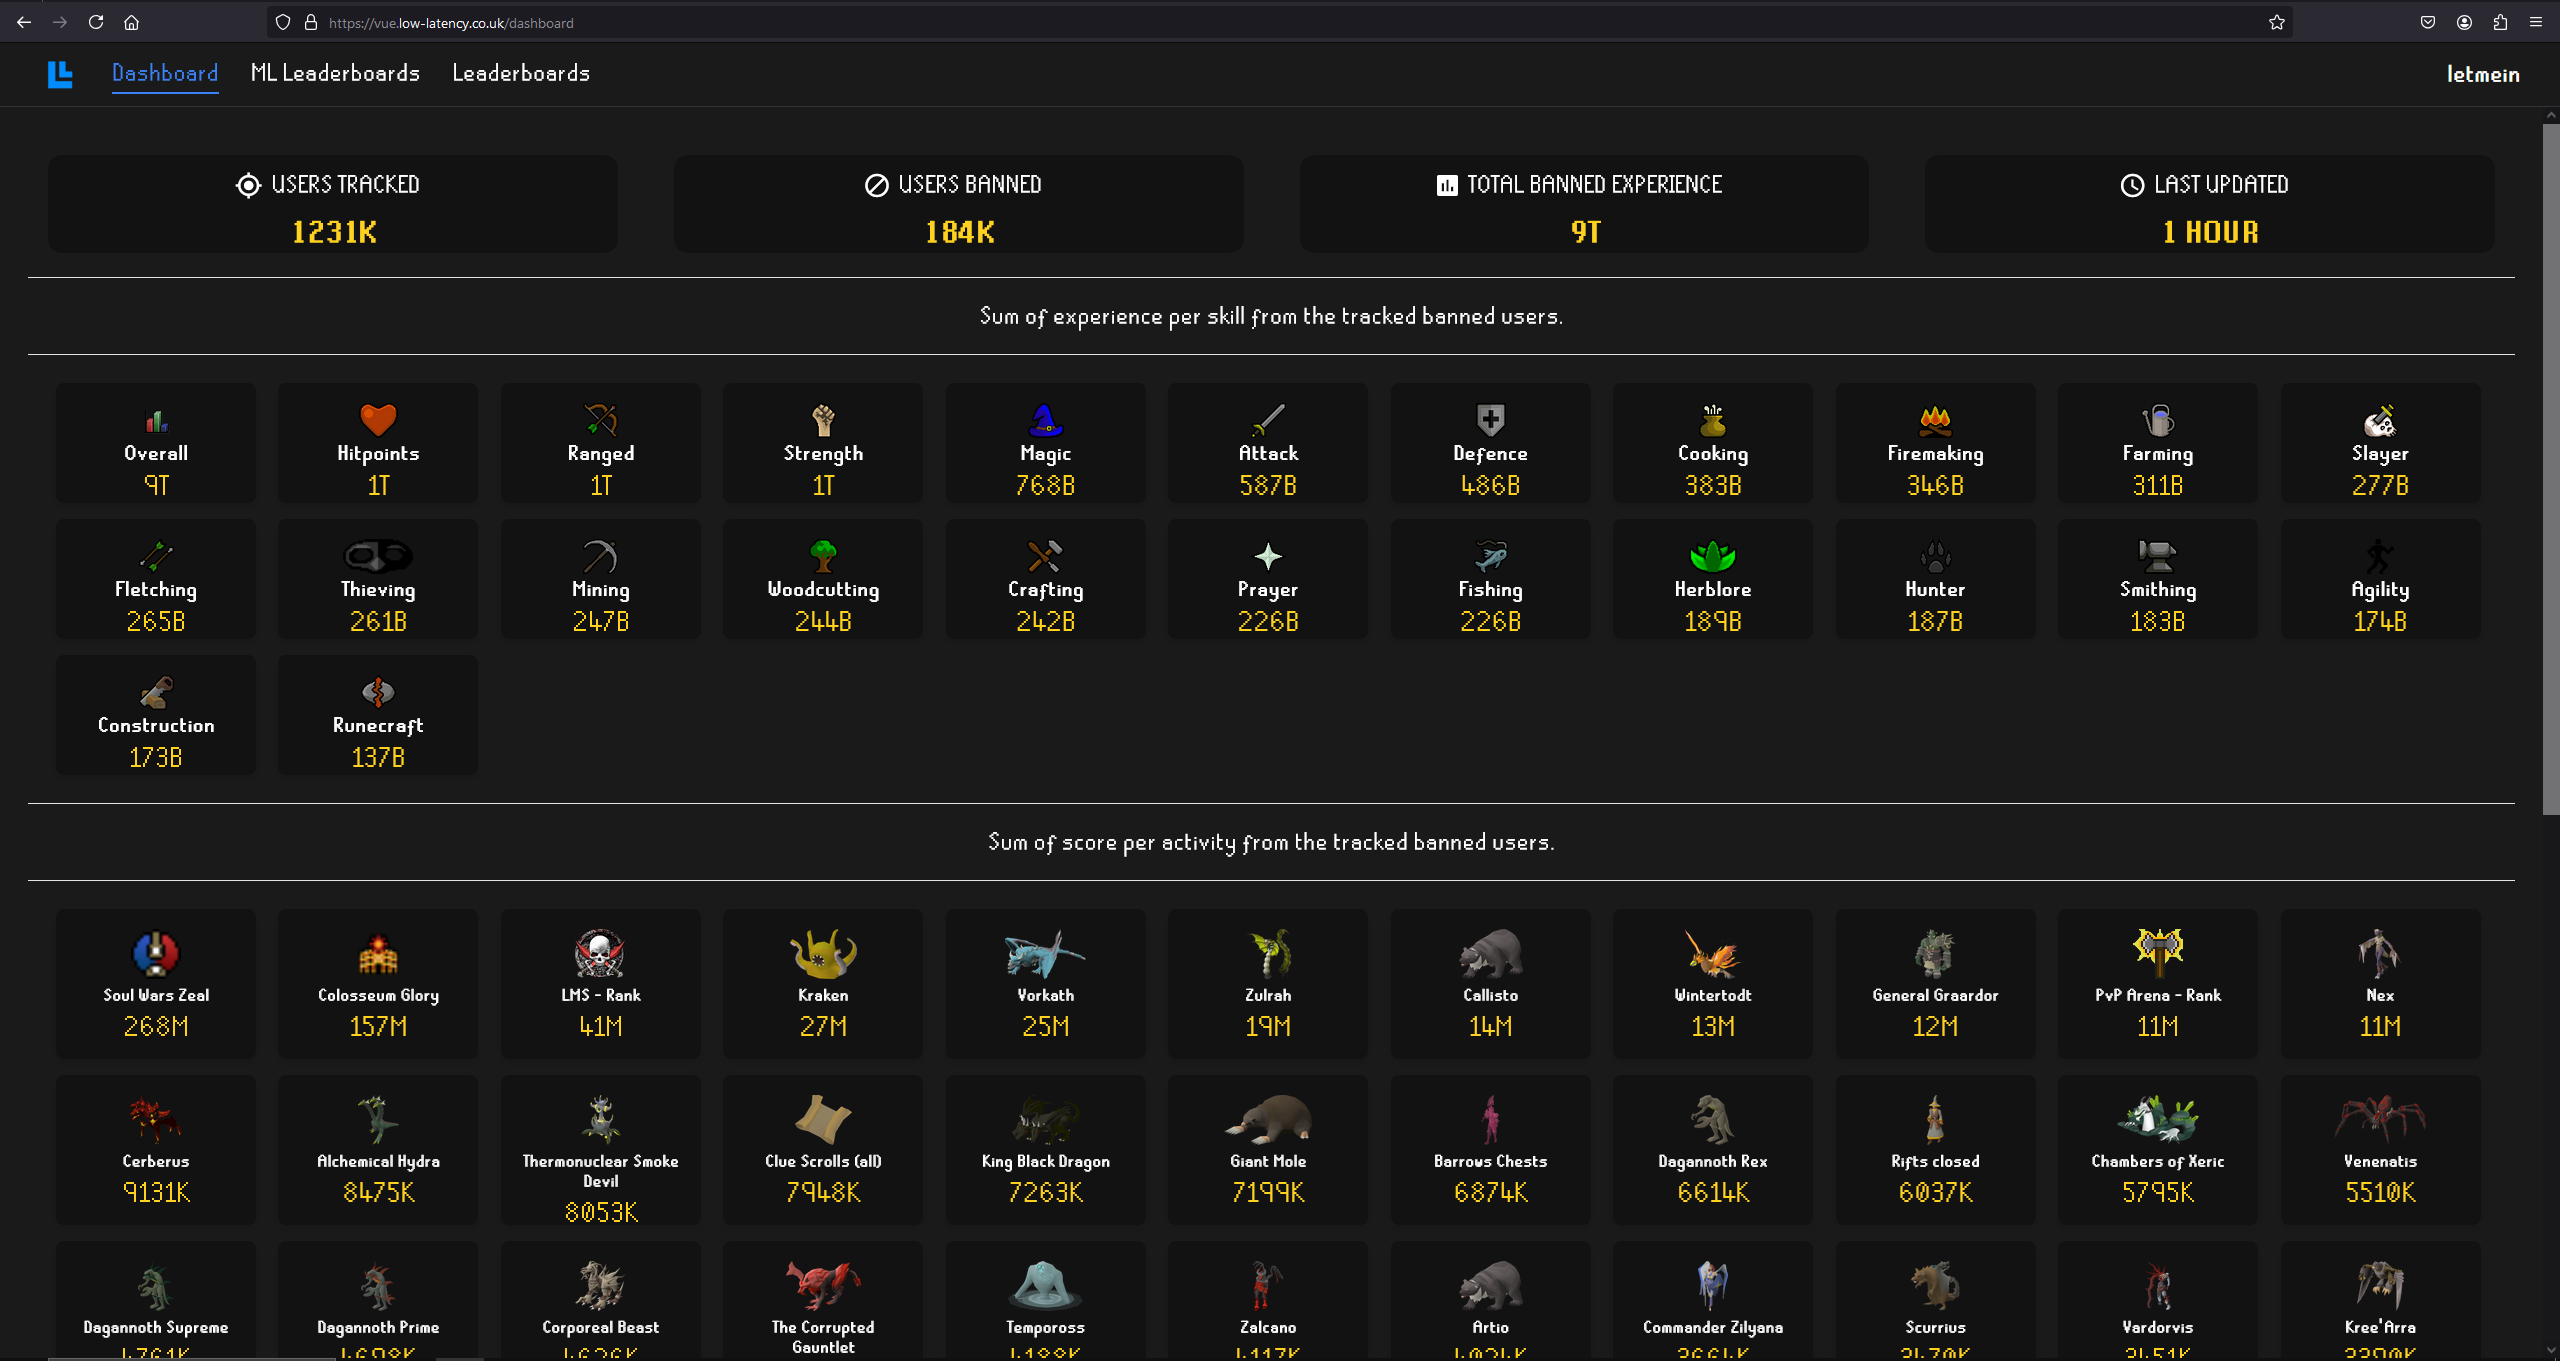 https://vue.low-latency.co.uk/dashboard
Dashboard ML Leaderboards Leaderboards letmein
USERS TRACKED USERS BANNED TOTAL BANNED EXPERIENCE LAST UPDATED
1231K 184K 9T 1 HOUR
Sum of experience per skill from the tracked banned users.
Overall Hitpoints Ranged Strength Magic Attack Defence Cooking Firemaking Farming Slayer
9T 1T 1T 1T 768B 587B 486B 383B 346B 311B 277B
Fletching Thieving Mining Woodcutting Crafting Prayer Fishing Herblore Hunter Smithing Agility
265B 261B 247B 244B 242B 226B 226B 189B 187B 183B 174B
Construction Runecraft
173B 137B
Sum of score per activity from the tracked banned users.
Soul Wars Zeal Colosseum Glory LMS - Rank Kraken Vorkath Zulrah Callisto Wintertodt General Graardor PvP Arena - Rank Nex
268M 157M 41M 27M 25M 19M 14M 13M 12M 11M 11M
Cerberus Alchemical Hydra Thermonuclear Smoke Devil Clue Scrolls (all) King Black Dragon Giant Mole Barrows Chests Dagannoth Rex Rifts closed Chambers of Xeric Venenatis
9131K 8475K 8053K 7948K 7263K 7199K 6874K 6614K 6037K 5795K 5510K
Dagannoth Supreme Dagannoth Prime Corporeal Beast The Corrupted Gauntlet Tempoross Zalcano Artio Commander Zilyana Scurrius Vardorvis Kree'Arra